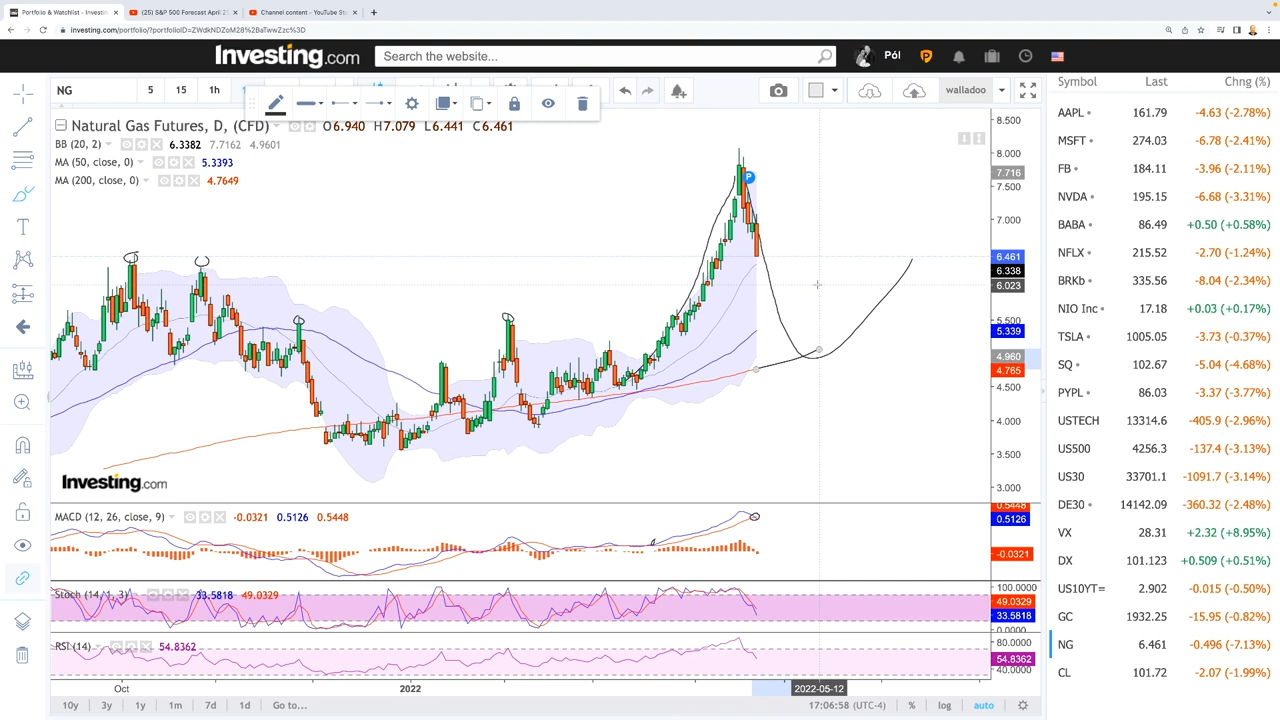 Portfolio & Watchlist - Investin
(25) S&P 500 Forecast April 2
Channel content - YouTube St
investing.com/portfolio/?portfolioID=ZWdkNDZoM28%2BaTwwZzc%3D
Investing.com
Search the website...
Pól
NG
5
15
1h
walladoo
Natural Gas Futures, D, (CFD)
O6.940 H7.079 L6.441 C6.461
BB (20, 2) 6.3382 7.7162 4.9601
MA (50, close, 0) 5.3393
MA (200, close, 0) 4.7649
P
8.500
8.000
7.716
7.500
7.000
6.461
6.338
6.023
5.500
5.339
4.960
4.765
4.500
4.000
3.500
3.000
Investing.com
MACD (12, 26, close, 9) -0.0321 0.5126 0.5448
0.5448
0.5126
-0.0321
Stoch (14, 1, 3) 33.5818 49.0329
100.0000
49.0329
33.5818
0.0000
RSI (14) 54.8362
80.0000
54.8362
40.0000
Oct
2022
2022-05-12
10y
3y
1y
1m
7d
1d
Go to...
17:06:58 (UTC-4)
%
log
auto
Symbol Last Chng (%)
AAPL 161.79 -4.63 (-2.78%)
MSFT 274.03 -6.78 (-2.41%)
FB 184.11 -3.96 (-2.11%)
NVDA 195.15 -6.68 (-3.31%)
BABA 86.49 +0.50 (+0.58%)
NFLX 215.52 -2.70 (-1.24%)
BRKb 335.56 -8.04 (-2.34%)
NIO Inc 17.18 +0.03 (+0.17%)
TSLA 1005.05 -3.73 (-0.37%)
SQ 102.67 -5.04 (-4.68%)
PYPL 86.03 -3.37 (-3.77%)
USTECH 13314.6 -405.9 (-2.96%)
US500 4256.3 -137.4 (-3.13%)
US30 33701.1 -1091.7 (-3.14%)
DE30 14142.09 -360.32 (-2.48%)
VX 28.31 +2.32 (+8.95%)
DX 101.123 +0.509 (+0.51%)
US10YT= 2.902 -0.015 (-0.50%)
GC 1932.25 -15.95 (-0.82%)
NG 6.461 -0.496 (-7.13%)
CL 101.72 -2.07 (-1.99%)